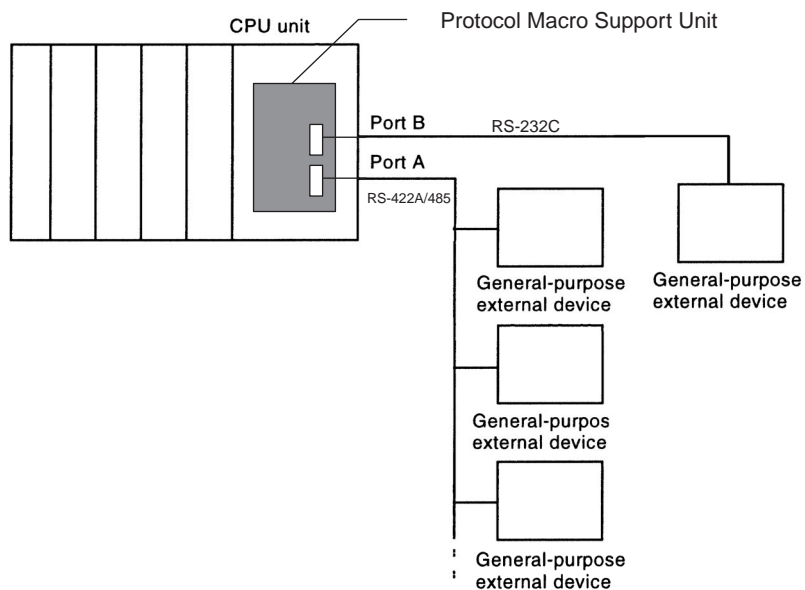 Protocol Macro Support Unit
CPU unit
Port B
RS-232C
Port A
RS-422A/485
General-purpose
external device
General-purpose
external device
General-purpos
external device
General-purpose
external device